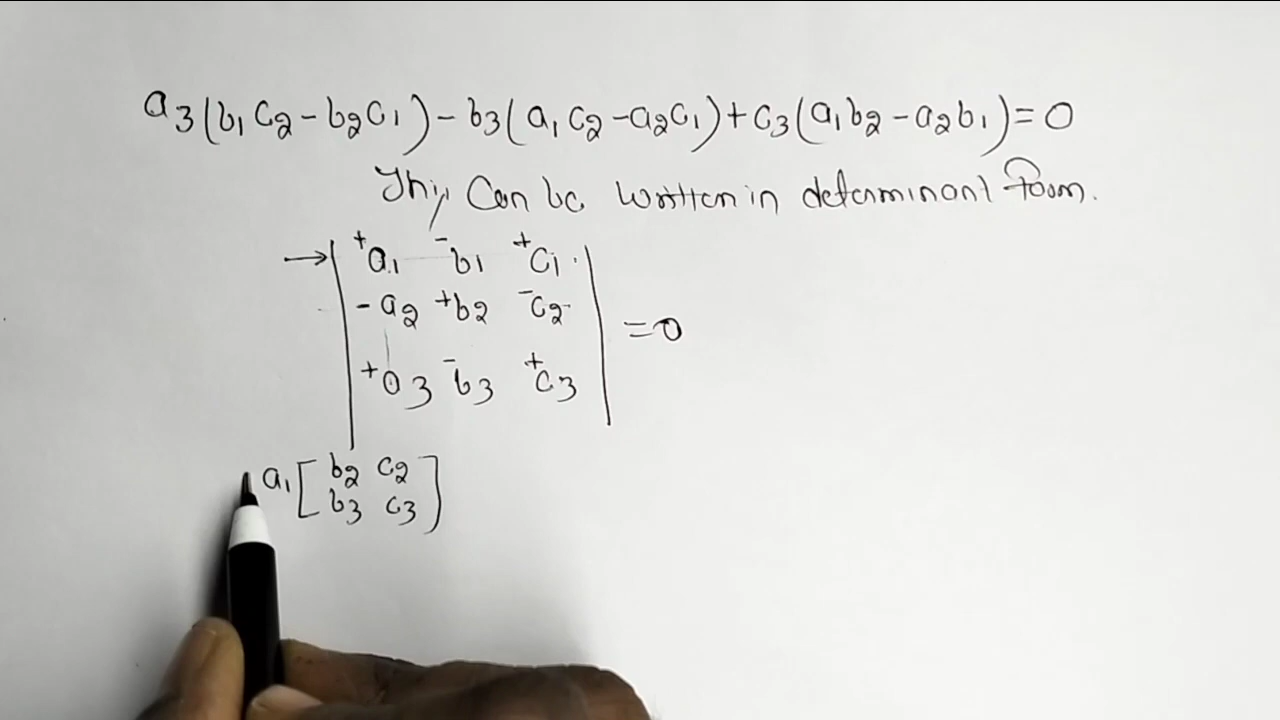 a3(b1c2-b2c1)-b3(a1c2-a2c1)+c3(a1b2-a2b1)=0
This can be written in determinant form.
→ | +a1 -b1 +c1 |
| -a2 +b2 -c2 | =0
| +a3 -b3 +c3 |
a1 [ b2 c2
b3 c3 ]